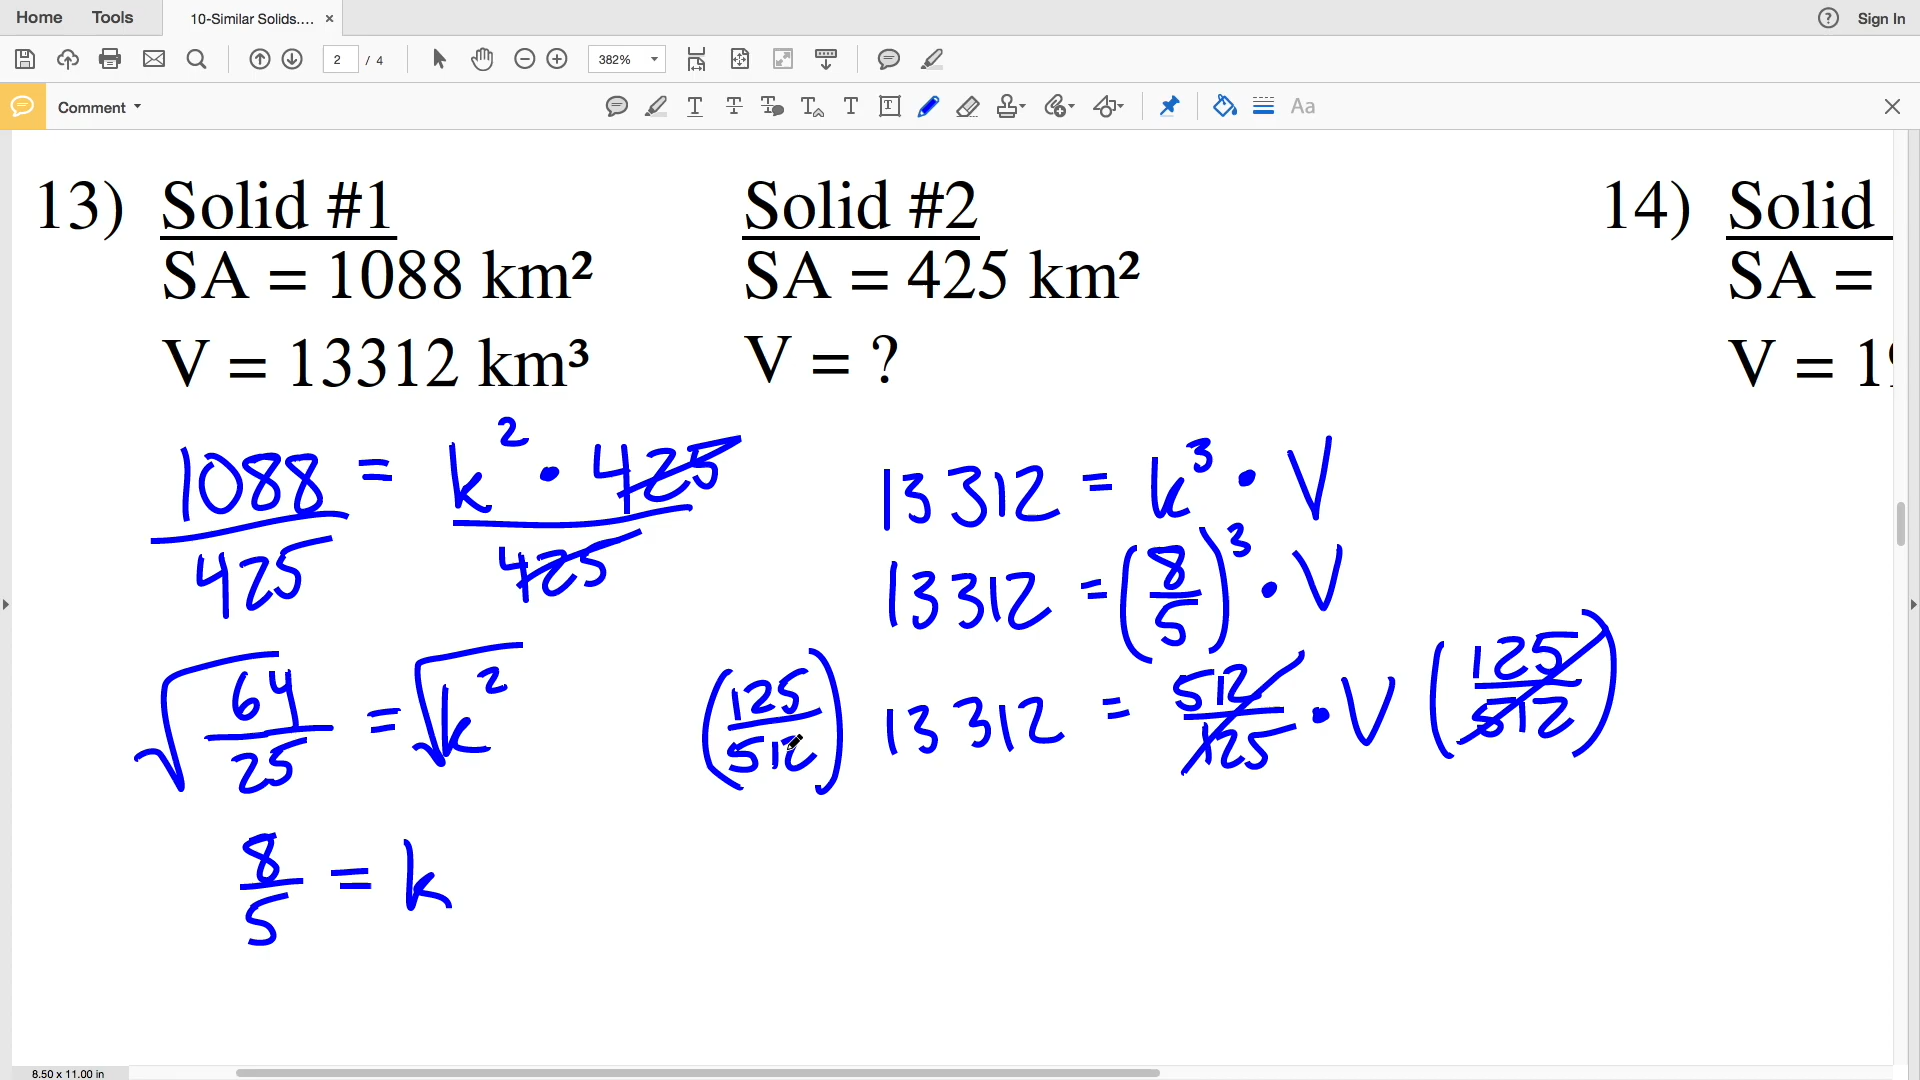 Home Tools 10-Similar Solids.... × ? Sign In
2 / 4 382%
Comment Aa
13) Solid #1 Solid #2 14) Solid
SA = 1088 km² SA = 425 km² SA =
V = 13312 km³ V = ? V = 19
1088 = k² • 425
425 425
√64/25 = √k²
8/5 = k
13312 = k³ • V
13312 = (8/5)³ • V
(125/512) 13312 = 512/125 • V (125/512)
8.50 x 11.00 in